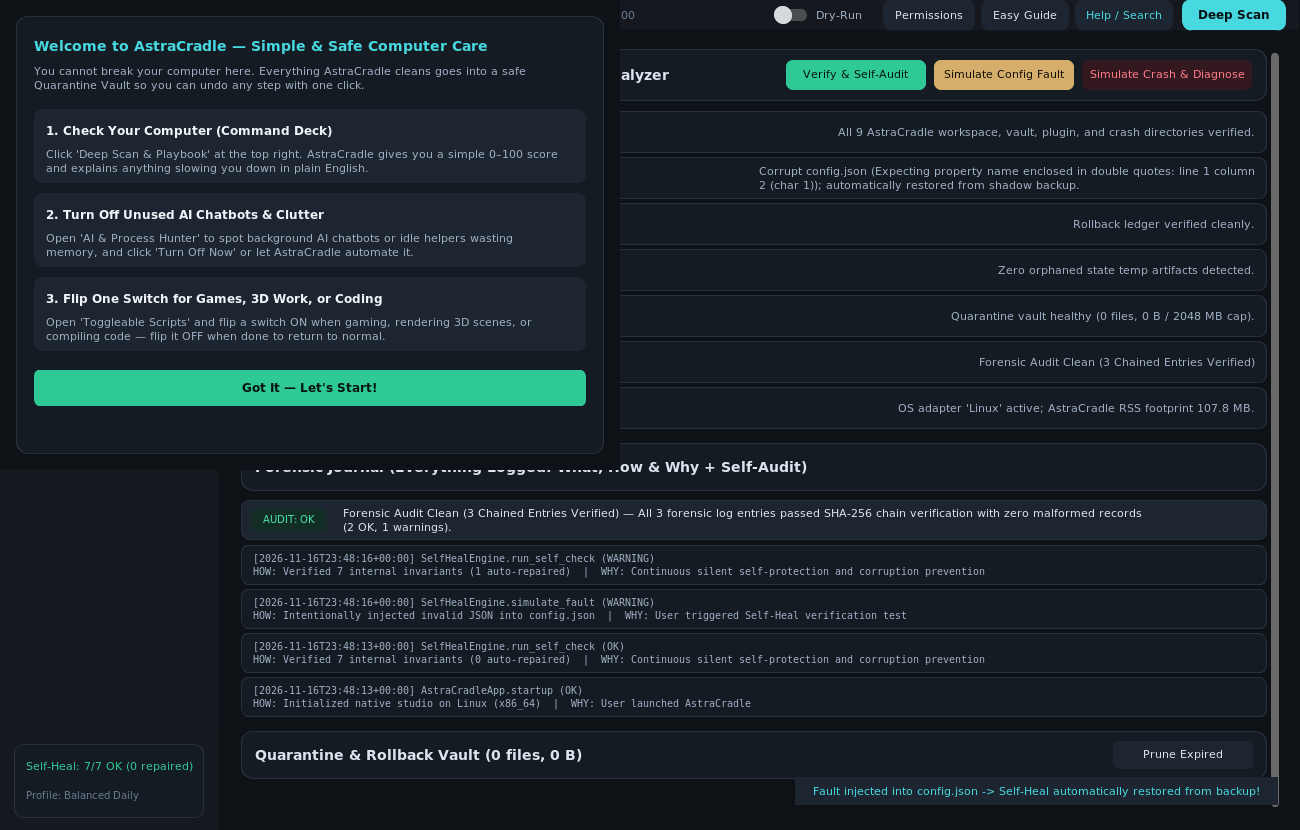 Welcome to AstraCradle — Simple & Safe Computer Care
You cannot break your computer here. Everything AstraCradle cleans goes into a safe
Quarantine Vault so you can undo any step with one click.
1. Check Your Computer (Command Deck)
Click 'Deep Scan & Playbook' at the top right. AstraCradle gives you a simple 0–100 score
and explains anything slowing you down in plain English.
2. Turn Off Unused AI Chatbots & Clutter
Open 'AI & Process Hunter' to spot background AI chatbots or idle helpers wasting
memory, and click 'Turn Off Now' or let AstraCradle automate it.
3. Flip One Switch for Games, 3D Work, or Coding
Open 'Toggleable Scripts' and flip a switch ON when gaming, rendering 3D scenes, or
compiling code — flip it OFF when done to return to normal.
Got It — Let's Start!
00
Dry-Run
Permissions
Easy Guide
Help / Search
Deep Scan
alyzer
Verify & Self-Audit
Simulate Config Fault
Simulate Crash & Diagnose
All 9 AstraCradle workspace, vault, plugin, and crash directories verified.
Corrupt config.json (Expecting property name enclosed in double quotes: line 1 column
2 (char 1)); automatically restored from shadow backup.
Rollback ledger verified cleanly.
Zero orphaned state temp artifacts detected.
Quarantine vault healthy (0 files, 0 B / 2048 MB cap).
Forensic Audit Clean (3 Chained Entries Verified)
OS adapter 'Linux' active; AstraCradle RSS footprint 107.8 MB.
Forensic Journal (Everything Logged: What, How & Why + Self-Audit)
AUDIT: OK
Forensic Audit Clean (3 Chained Entries Verified) — All 3 forensic log entries passed SHA-256 chain verification with zero malformed records
(2 OK, 1 warnings).
[2026-11-16T23:48:16+00:00] SelfHealEngine.run_self_check (WARNING)
HOW: Verified 7 internal invariants (1 auto-repaired)  |  WHY: Continuous silent self-protection and corruption prevention
[2026-11-16T23:48:16+00:00] SelfHealEngine.simulate_fault (WARNING)
HOW: Intentionally injected invalid JSON into config.json  |  WHY: User triggered Self-Heal verification test
[2026-11-16T23:48:13+00:00] SelfHealEngine.run_self_check (OK)
HOW: Verified 7 internal invariants (0 auto-repaired)  |  WHY: Continuous silent self-protection and corruption prevention
[2026-11-16T23:48:13+00:00] AstraCradleApp.startup (OK)
HOW: Initialized native studio on Linux (x86_64)  |  WHY: User launched AstraCradle
Quarantine & Rollback Vault (0 files, 0 B)
Prune Expired
Self-Heal: 7/7 OK (0 repaired)
Profile: Balanced Daily
Fault injected into config.json -> Self-Heal automatically restored from backup!